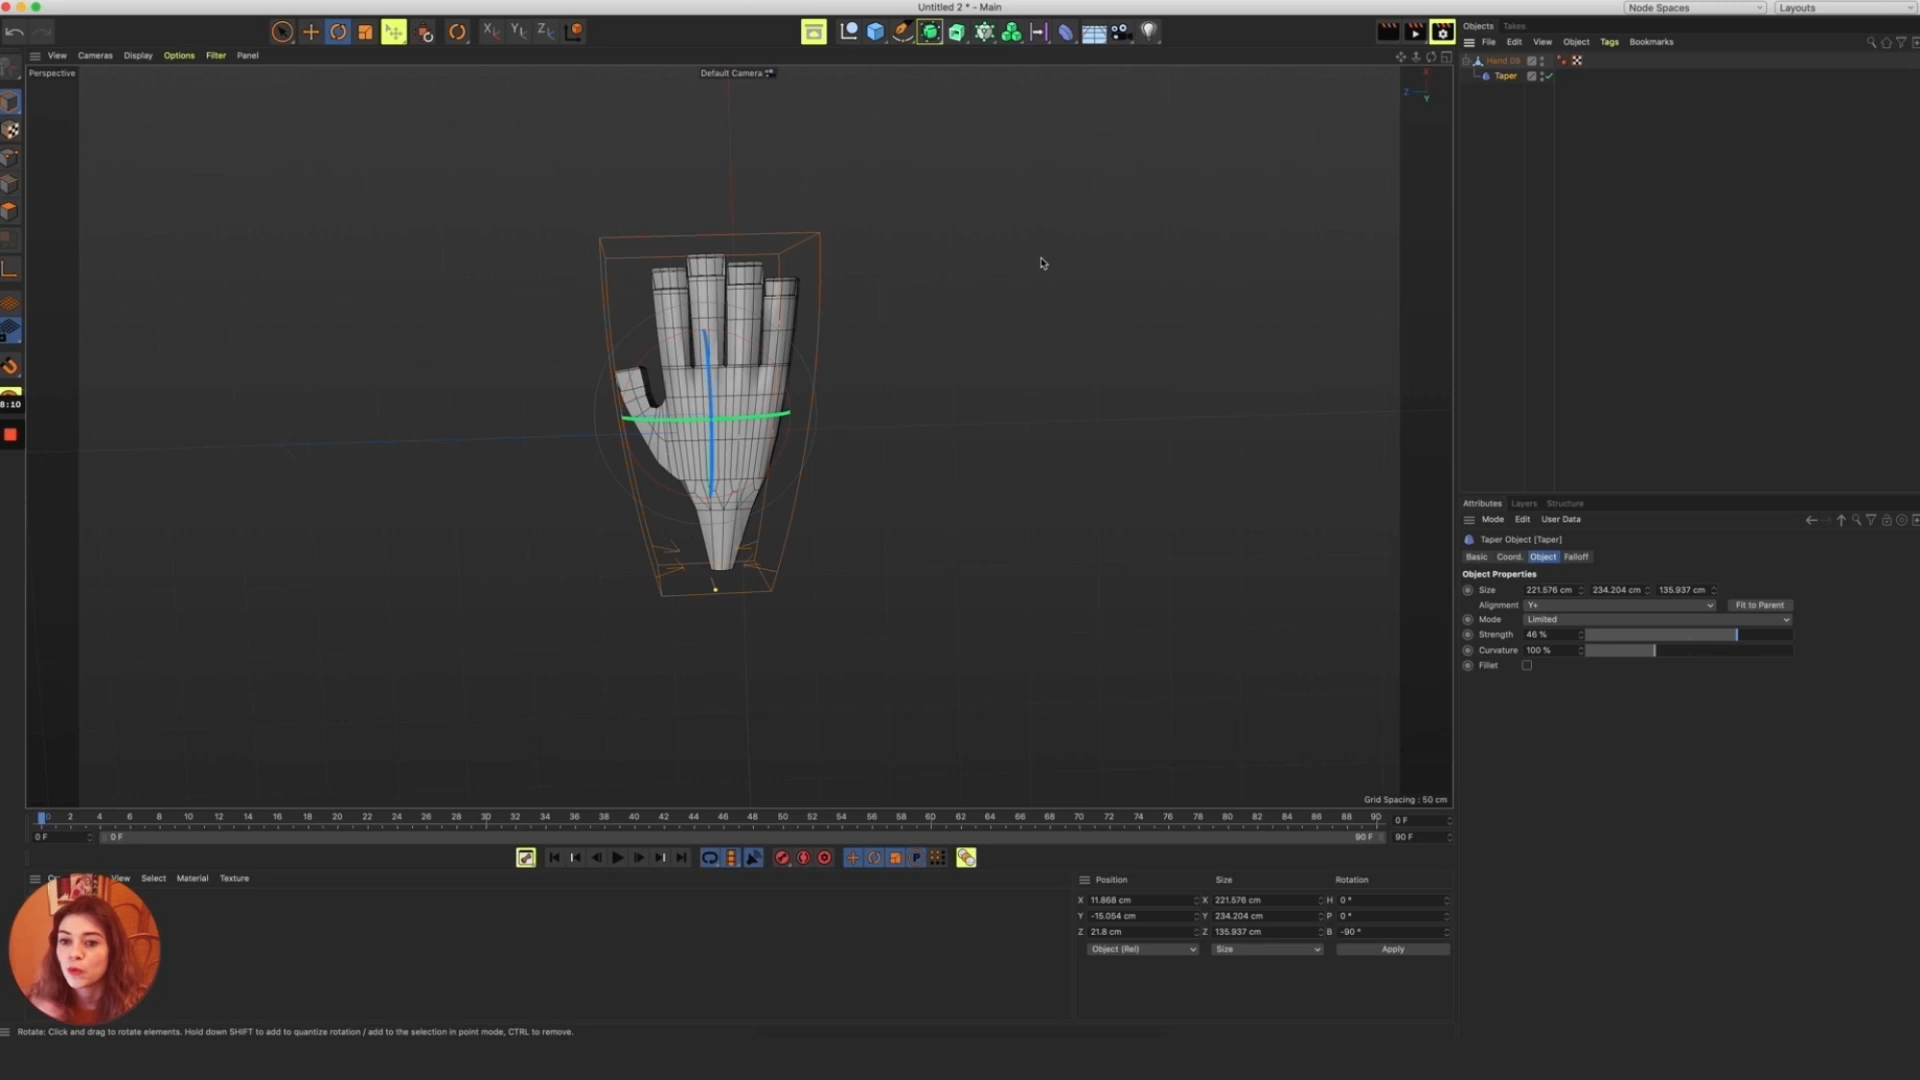 Untitled 2 * - Main
Node Spaces
Layouts
View Cameras Display Options Filter Panel
Objects Takes
File Edit View Object Tags Bookmarks
Perspective
Default Camera
Hand 09
Taper
X
Z
Y
8:10
Grid Spacing : 50 cm
0 2 4 6 8 10 12 14 16 18 20 22 24 26 28 30 32 34 36 38 40 42 44 46 48 50 52 54 56 58 60 62 64 66 68 70 72 74 76 78 80 82 84 86 88 90
0 F
0 F
0 F
90 F
90 F
View Select Material Texture
Attributes Layers Structure
Mode Edit User Data
Taper Object [Taper]
Basic Coord. Object Falloff
Object Properties
Size 221.576 cm 234.204 cm 135.937 cm
Alignment Y+ Fit to Parent
Mode Limited
Strength 46 %
Curvature 100 %
Fillet
Position Size Rotation
X 11.868 cm X 221.576 cm H 0 °
Y -15.054 cm Y 234.204 cm P 0 °
Z 21.8 cm Z 135.937 cm B -90 °
Object (Rel) Size Apply
Rotate: Click and drag to rotate elements. Hold down SHIFT to add to quantize rotation / add to the selection in point mode, CTRL to remove.